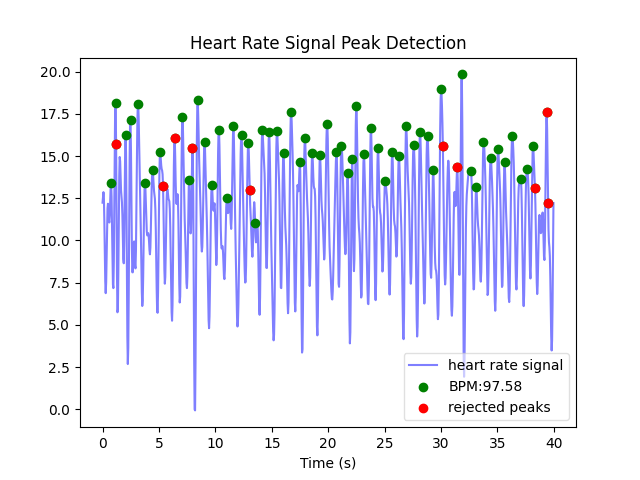 Heart Rate Signal Peak Detection
20.0
17.5
15.0
12.5
10.0
7.5
5.0
2.5
0.0
heart rate signal
BPM:97.58
rejected peaks
0 5 10 15 20 25 30 35 40
Time (s)